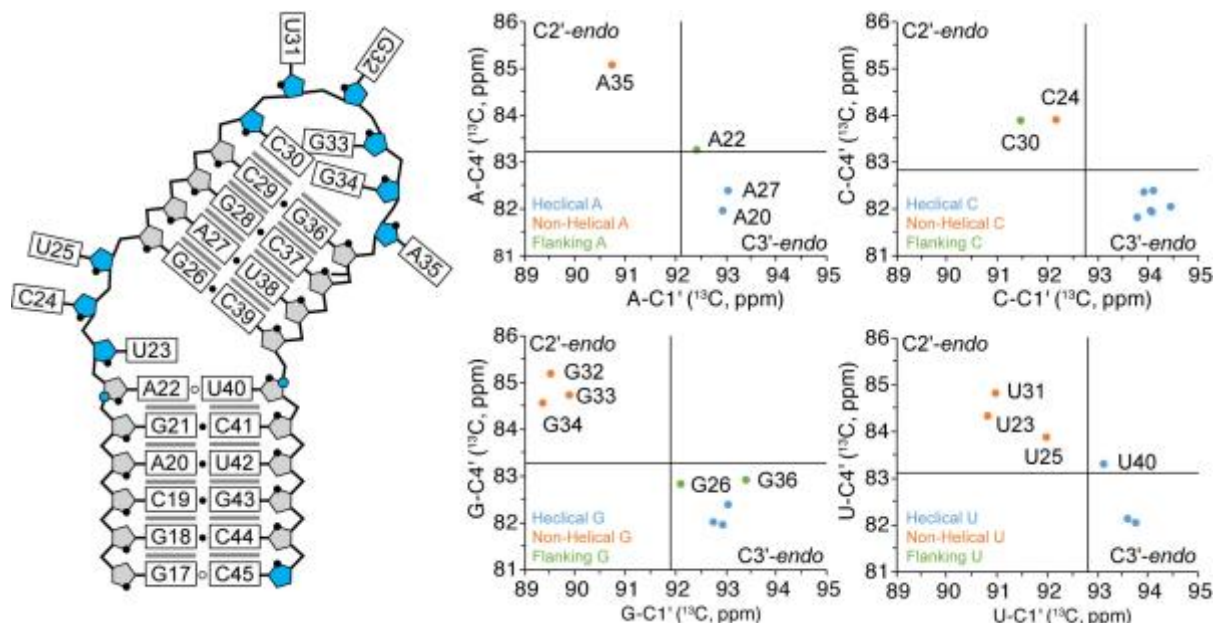 U31
G32
C30
G33
G34
C29
G28
G36
A27
C37
A35
U25
G26
U38
C24
C39
U23
A22 U40
G21 C41
A20 U42
C19 G43
G18 C44
G17 C45
A-C4' (¹³C, ppm)
86
85
84
83
82
81
C2'-endo
A35
A22
A27
A20
Heclical A
Non-Helical A
Flanking A
C3'-endo
89 90 91 92 93 94 95
A-C1' (¹³C, ppm)
C-C4' (¹³C, ppm)
86
85
84
83
82
81
C2'-endo
C24
C30
Heclical C
Non-Helical C
Flanking C
C3'-endo
89 90 91 92 93 94 95
C-C1' (¹³C, ppm)
G-C4' (¹³C, ppm)
86
85
84
83
82
81
C2'-endo
G32
G33
G34
G26
G36
Heclical G
Non-Helical G
Flanking G
C3'-endo
89 90 91 92 93 94 95
G-C1' (¹³C, ppm)
U-C4' (¹³C, ppm)
86
85
84
83
82
81
C2'-endo
U31
U23
U25
U40
Heclical U
Non-Helical U
Flanking U
C3'-endo
89 90 91 92 93 94 95
U-C1' (¹³C, ppm)